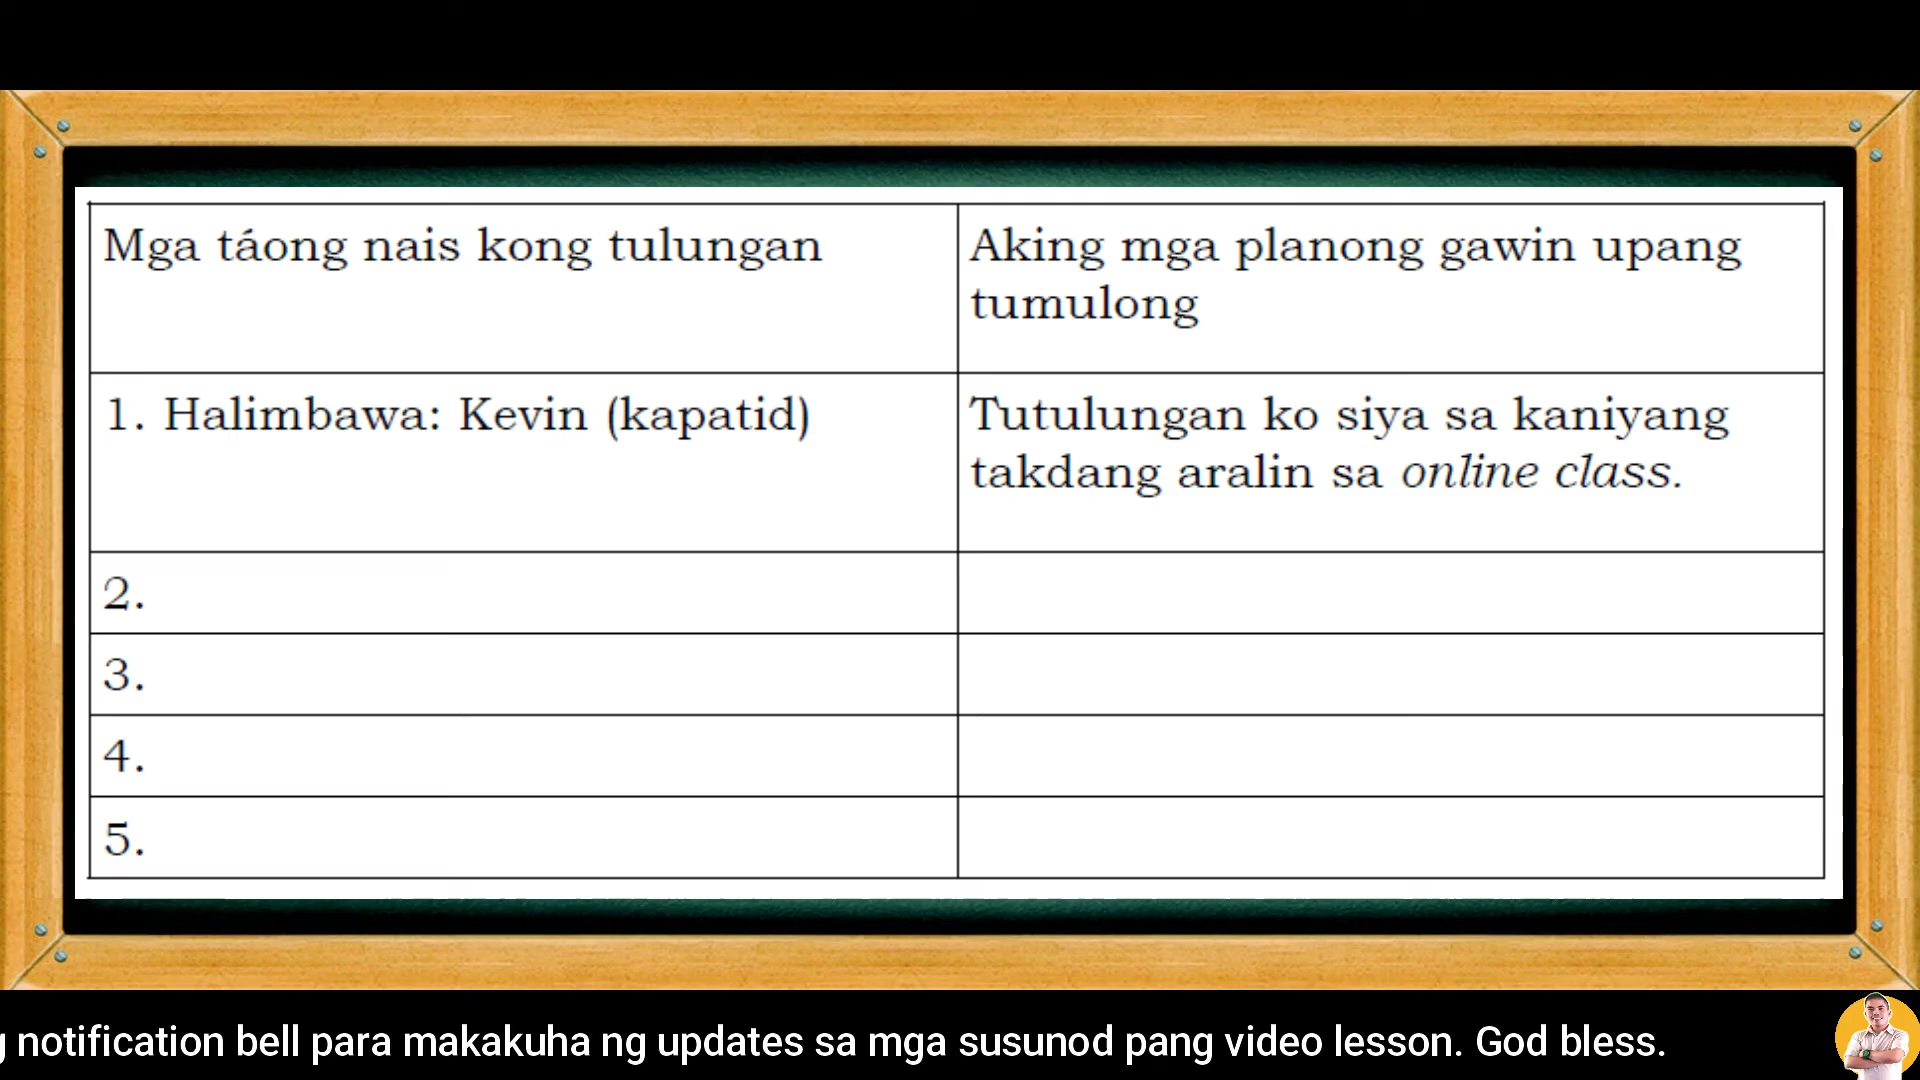 Mga táong nais kong tulungan
Aking mga planong gawin upang
tumulong
1. Halimbawa: Kevin (kapatid)
Tutulungan ko siya sa kaniyang
takdang aralin sa online class.
2.
3.
4.
5.
notification bell para makakuha ng updates sa mga susunod pang video lesson. God bless.